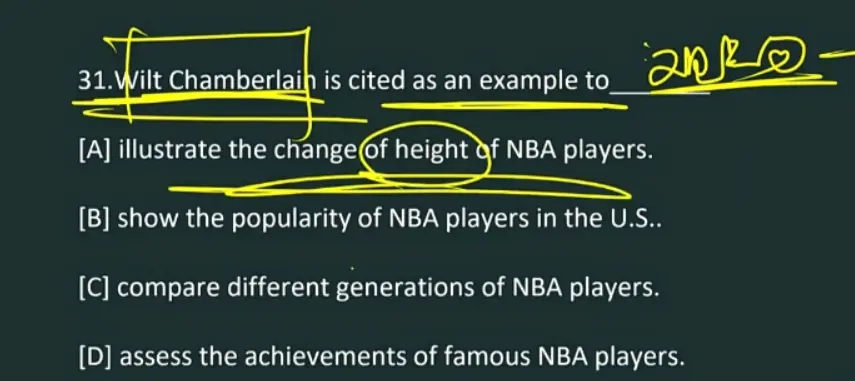 31.Wilt Chamberlain is cited as an example to________
[A] illustrate the change of height of NBA players.
[B] show the popularity of NBA players in the U.S..
[C] compare different generations of NBA players.
[D] assess the achievements of famous NBA players.